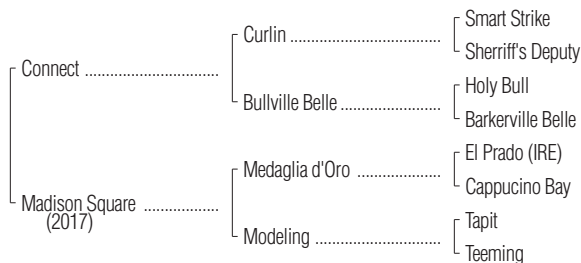 Smart Strike
Curlin ................................................
Sherriff's Deputy
Connect .........................................
Holy Bull
Bullville Belle ...............................
Barkerville Belle
El Prado (IRE)
Medaglia d'Oro .........................
Cappucino Bay
Madison Square .......................
(2017)
Tapit
Modeling ......................................
Teeming